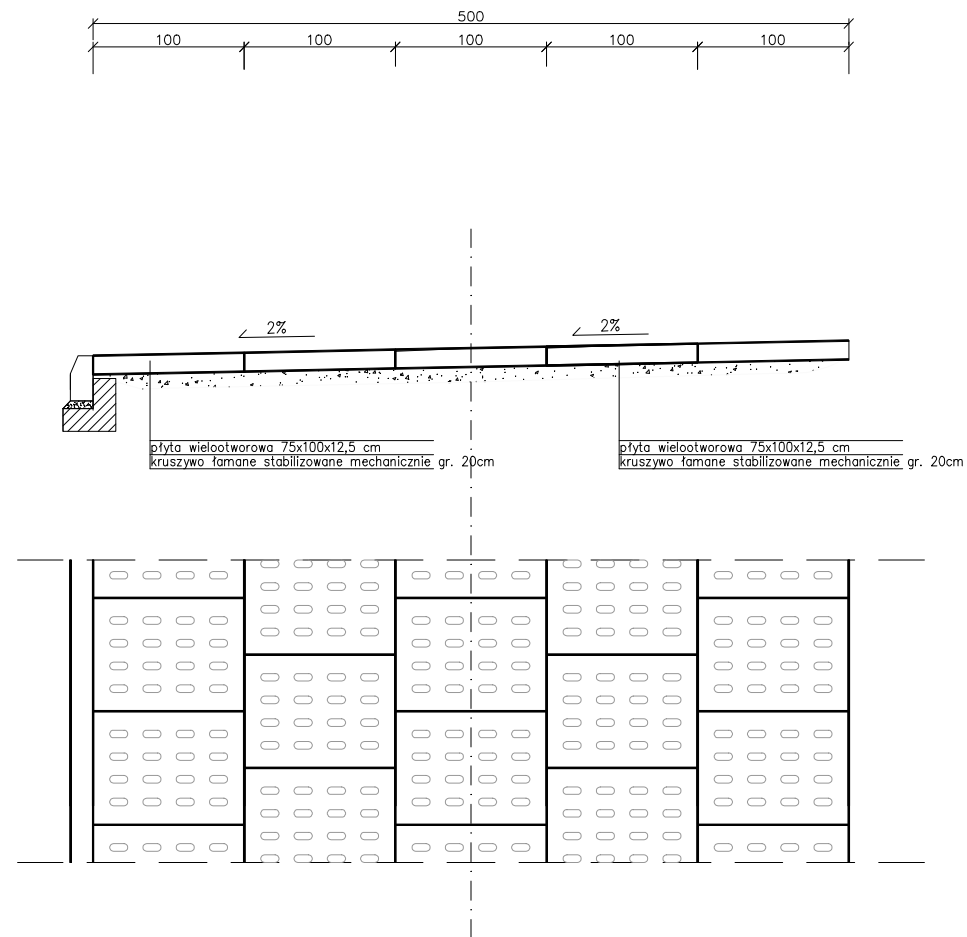 500
100 100 100 100 100
2% 2%
płyta wielootworowa 75x100x12,5 cm
kruszywo łamane stabilizowane mechanicznie gr. 20cm
płyta wielootworowa 75x100x12,5 cm
kruszywo łamane stabilizowane mechanicznie gr. 20cm